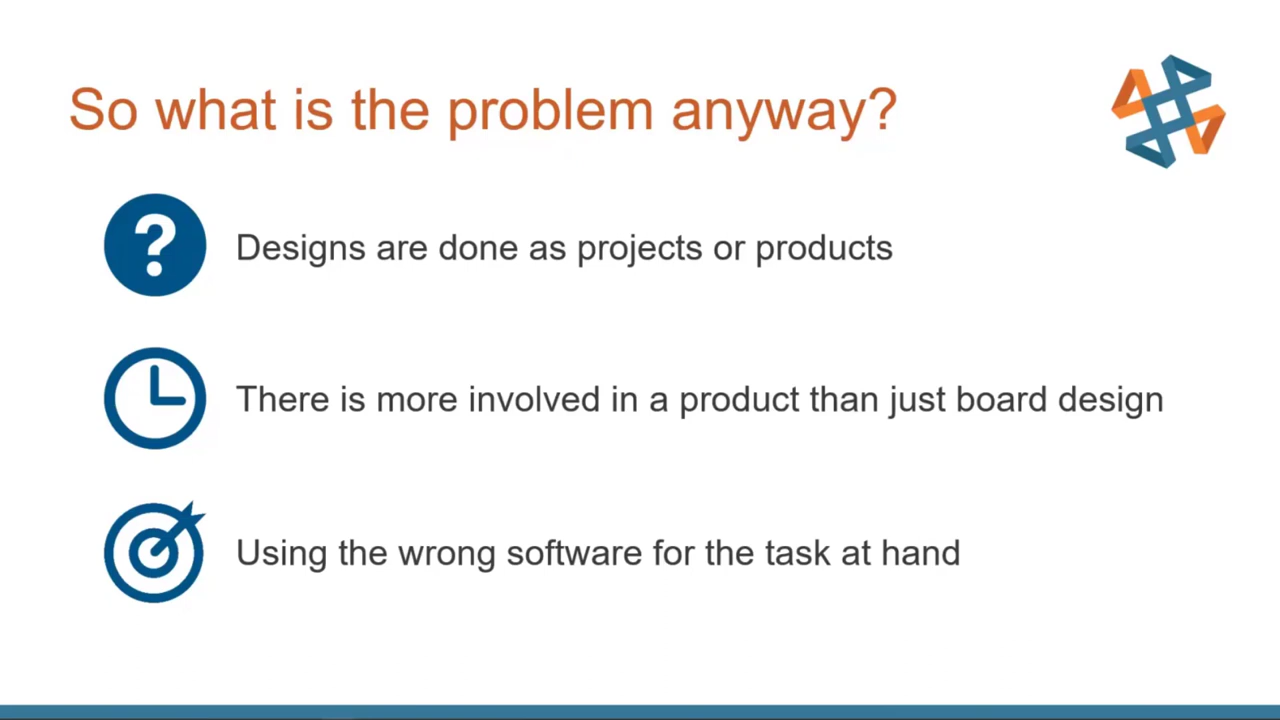 So what is the problem anyway?
Designs are done as projects or products
There is more involved in a product than just board design
Using the wrong software for the task at hand